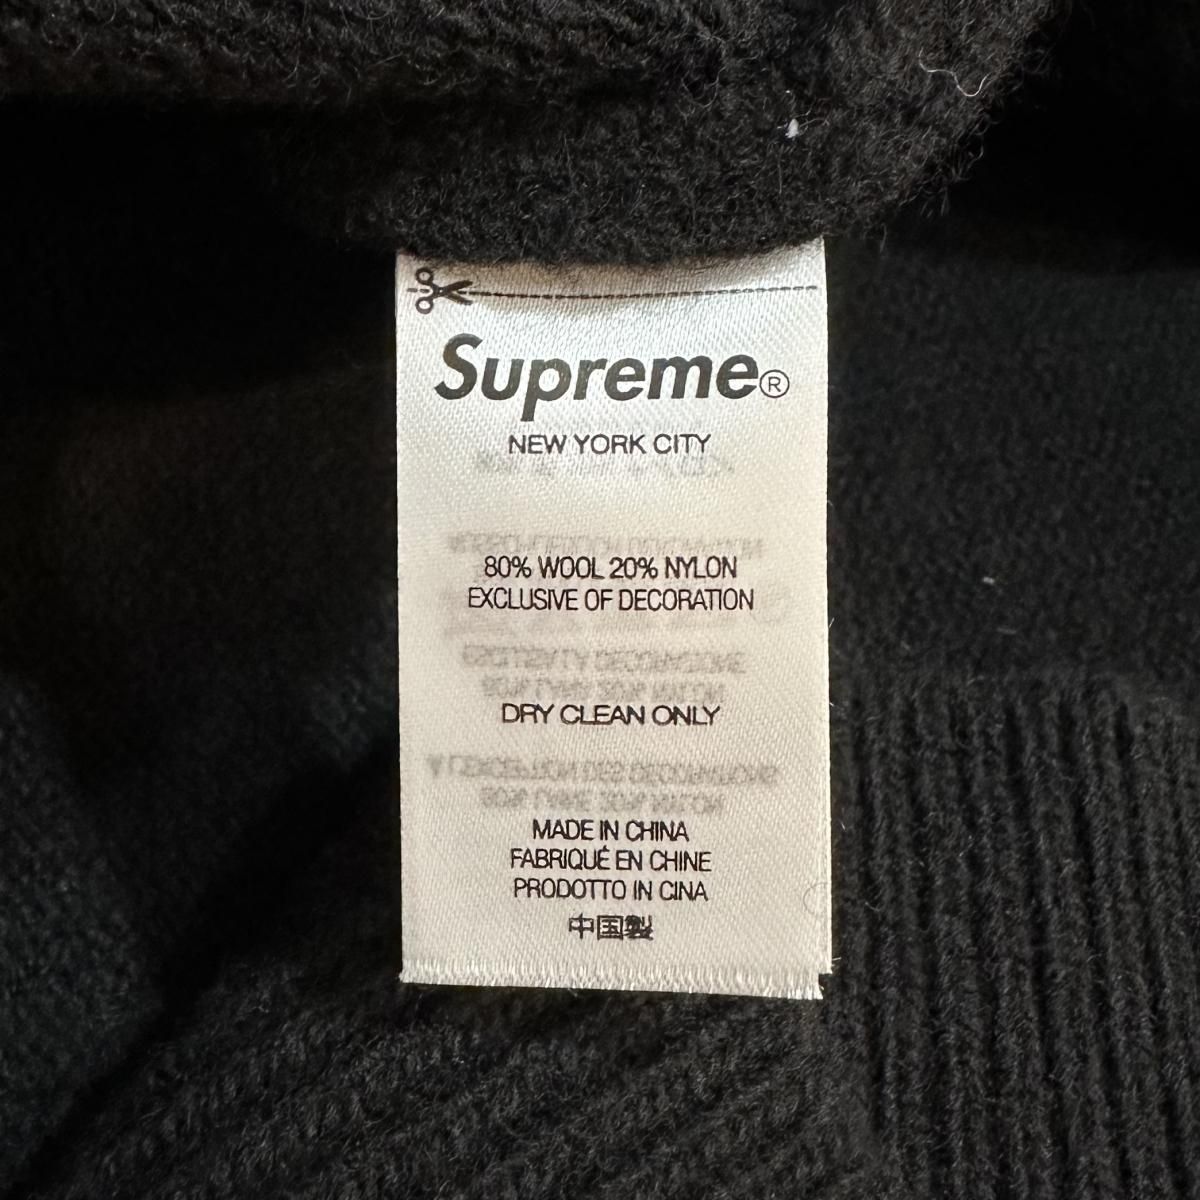 Supreme®
NEW YORK CITY
80% WOOL 20% NYLON
EXCLUSIVE OF DECORATION
DRY CLEAN ONLY
MADE IN CHINA
FABRIQUÉ EN CHINE
PRODOTTO IN CINA
中国製